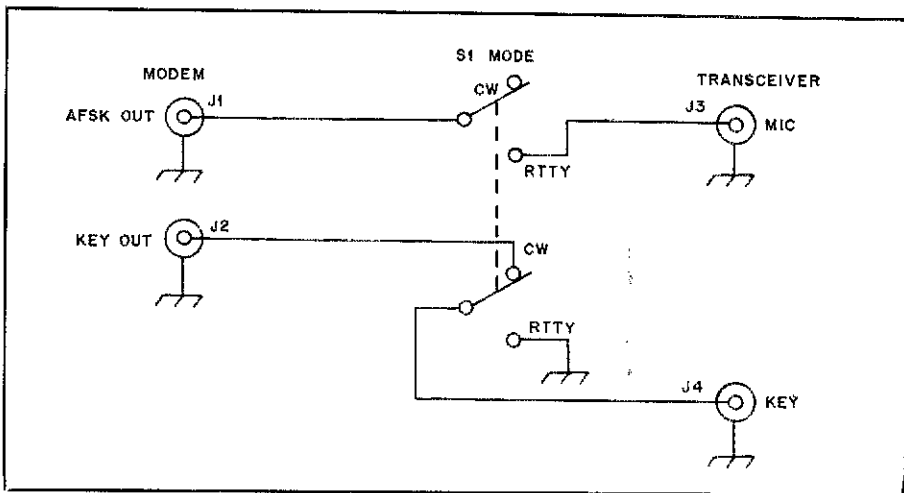 S1 MODE
MODEM
TRANSCEIVER
CW
J1
J3
AFSK OUT
MIC
RTTY
J2
KEY OUT
CW
RTTY
J4
KEY